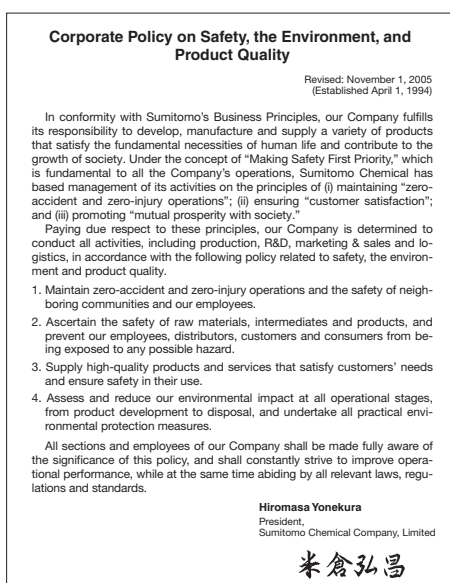 Corporate Policy on Safety, the Environment, and
Product Quality
Revised: November 1, 2005
(Established April 1, 1994)
In conformity with Sumitomo's Business Principles, our Company fulfills
its responsibility to develop, manufacture and supply a variety of products
that satisfy the fundamental necessities of human life and contribute to the
growth of society. Under the concept of “Making Safety First Priority,” which
is fundamental to all the Company's operations, Sumitomo Chemical has
based management of its activities on the principles of (i) maintaining “zero-
accident and zero-injury operations”; (ii) ensuring “customer satisfaction”;
and (iii) promoting “mutual prosperity with society.”
Paying due respect to these principles, our Company is determined to
conduct all activities, including production, R&D, marketing & sales and lo-
gistics, in accordance with the following policy related to safety, the environ-
ment and product quality.
1. Maintain zero-accident and zero-injury operations and the safety of neigh-
boring communities and our employees.
2. Ascertain the safety of raw materials, intermediates and products, and
prevent our employees, distributors, customers and consumers from be-
ing exposed to any possible hazard.
3. Supply high-quality products and services that satisfy customers' needs
and ensure safety in their use.
4. Assess and reduce our environmental impact at all operational stages,
from product development to disposal, and undertake all practical envi-
ronmental protection measures.
All sections and employees of our Company shall be made fully aware of
the significance of this policy, and shall constantly strive to improve opera-
tional performance, while at the same time abiding by all relevant laws, regu-
lations and standards.
Hiromasa Yonekura
President,
Sumitomo Chemical Company, Limited
米倉弘昌